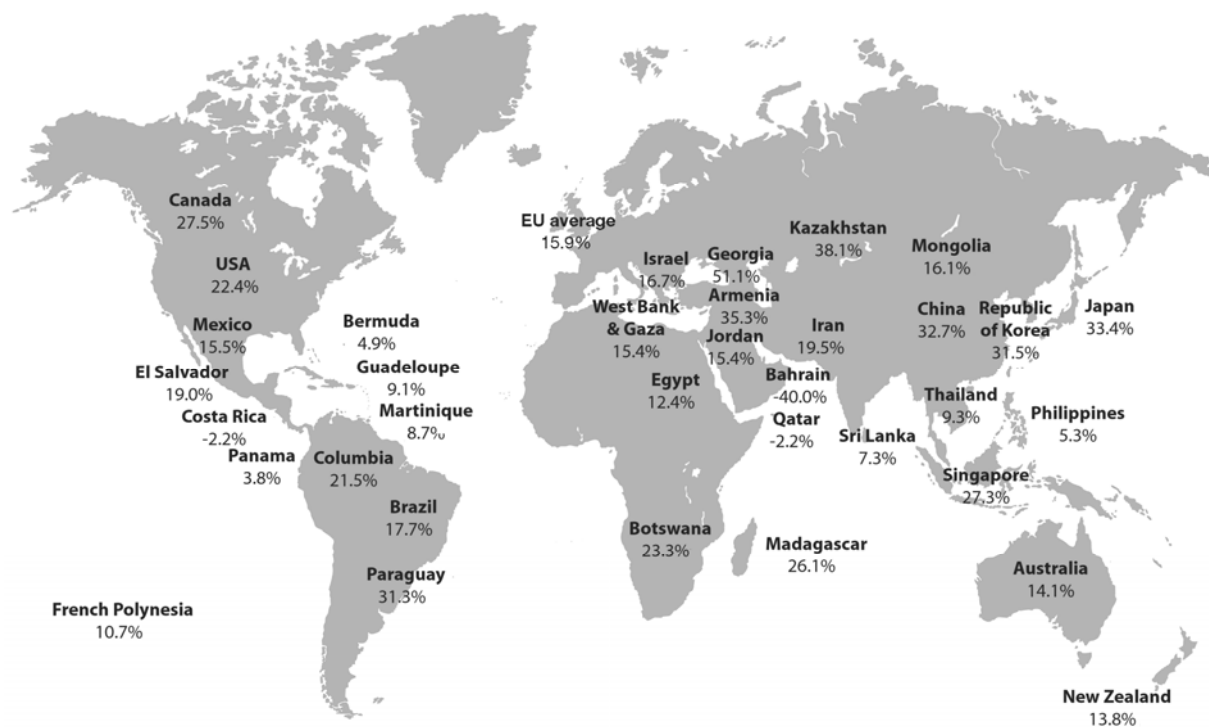 Canada
27.5%
USA
22.4%
Mexico
15.5%
El Salvador
19.0%
Costa Rica
-2.2%
Panama
3.8%
Bermuda
4.9%
Guadeloupe
9.1%
Martinique
8.7%
Columbia
21.5%
Brazil
17.7%
Paraguay
31.3%
French Polynesia
10.7%
EU average
15.9%
Israel
16.7%
Georgia
51.1%
Armenia
35.3%
West Bank
& Gaza
15.4%
Jordan
15.4%
Egypt
12.4%
Kazakhstan
38.1%
Iran
19.5%
Bahrain
-40.0%
Qatar
-2.2%
Sri Lanka
7.3%
Botswana
23.3%
Madagascar
26.1%
Mongolia
16.1%
China
32.7%
Republic
of Korea
31.5%
Japan
33.4%
Thailand
9.3%
Philippines
5.3%
Singapore
27.3%
Australia
14.1%
New Zealand
13.8%